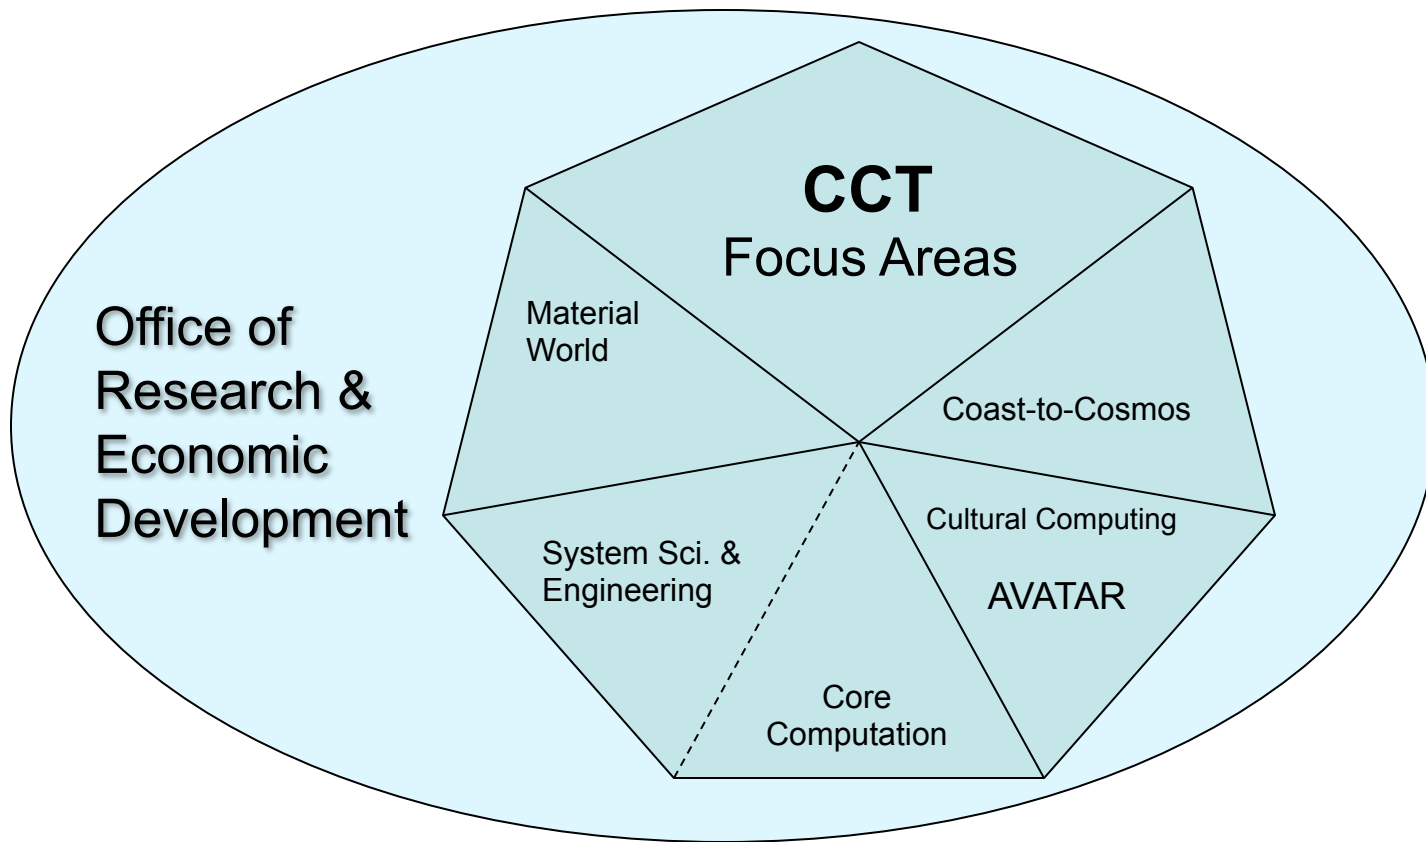 CCT
Focus Areas
Material
World
Office of
Research &
Economic
Development
Coast-to-Cosmos
Cultural Computing
AVATAR
System Sci. &
Engineering
Core
Computation